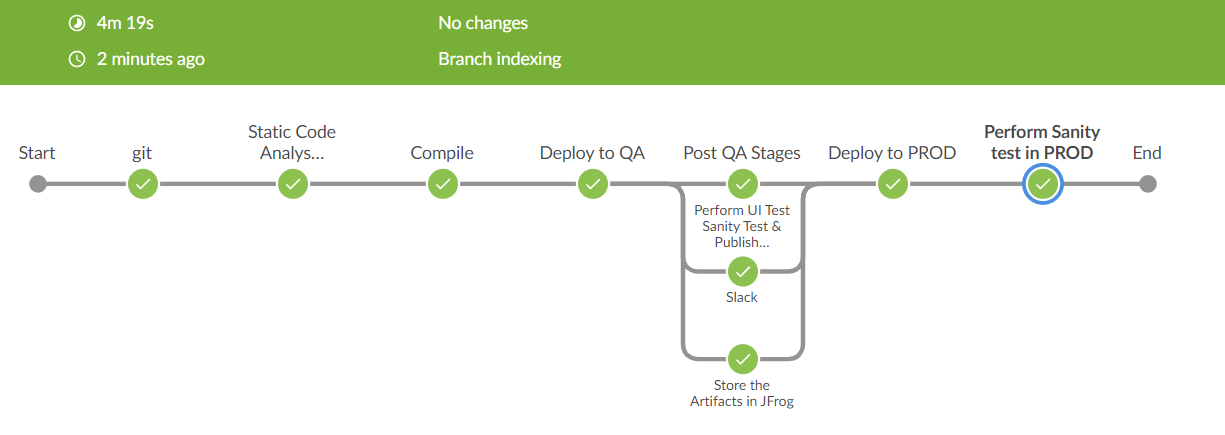 4m 19s
No changes
2 minutes ago
Branch indexing
Start
git
Static Code
Analys...
Compile
Deploy to QA
Post QA Stages
Deploy to PROD
Perform Sanity
test in PROD
End
Perform UI Test
Sanity Test &
Publish...
Slack
Store the
Artifacts in JFrog